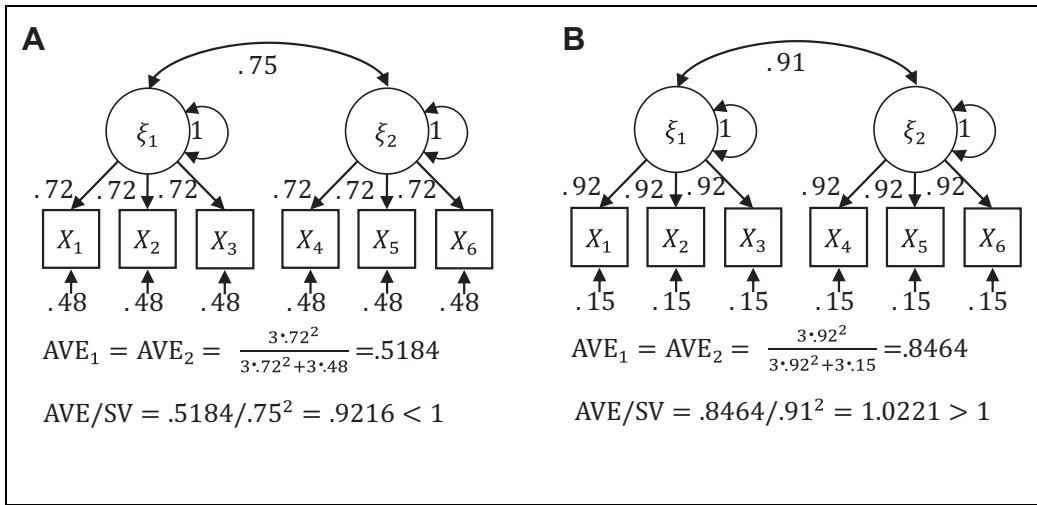 A B
.75 .91
ξ₁ 1 ξ₂ 1 ξ₁ 1 ξ₂ 1
.72 .72 .72 .72 .72 .72 .92 .92 .92 .92 .92 .92
X₁ X₂ X₃ X₄ X₅ X₆ X₁ X₂ X₃ X₄ X₅ X₆
.48 .48 .48 .48 .48 .48 .15 .15 .15 .15 .15 .15
AVE₁ = AVE₂ = 3·.72² / 3·.72²+3·.48 =.5184
AVE/SV = .5184/.75² = .9216 < 1
AVE₁ = AVE₂ = 3·.92² / 3·.92²+3·.15 =.8464
AVE/SV = .8464/.91² = 1.0221 > 1